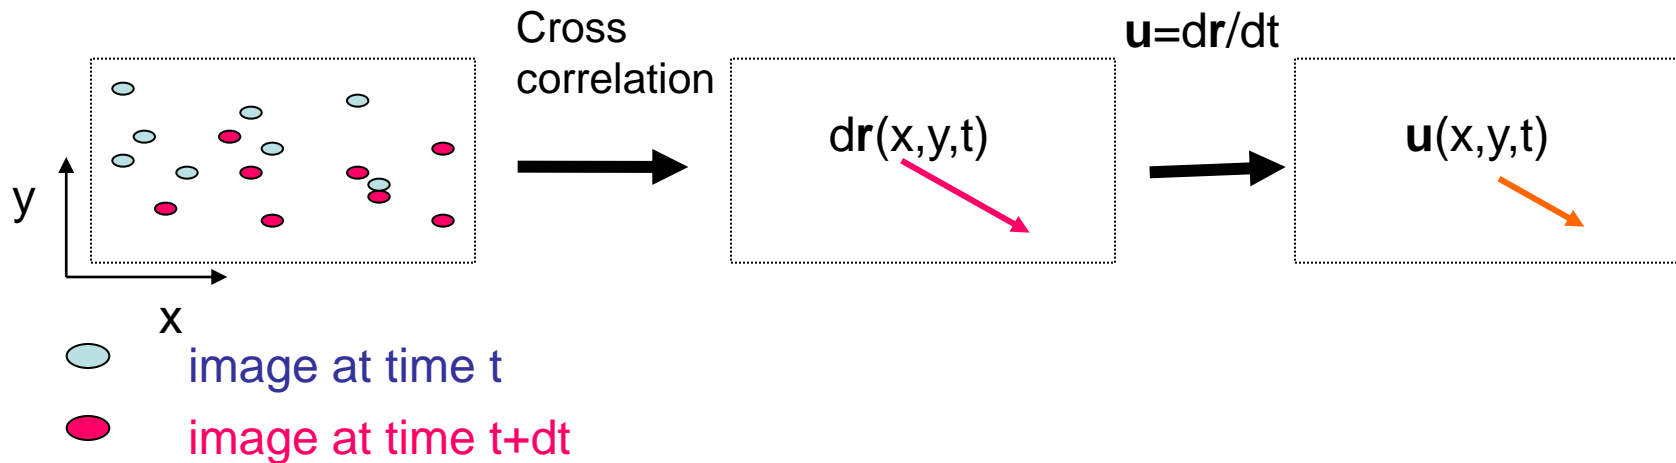 Cross
correlation
u=dr/dt
dr(x,y,t)
u(x,y,t)
y
x
image at time t
image at time t+dt